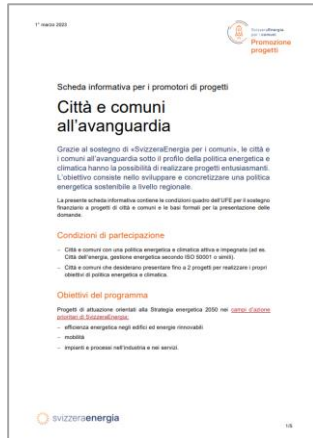 1° marzo 2020
SvizzeraEnergia
per i comuni
Promozione
progetti
Scheda informativa per i promotori di progetti
Città e comuni
all'avanguardia
Grazie al sostegno di «SvizzeraEnergia per i comuni», le città e
i comuni all'avanguardia sotto il profilo della politica energetica e
climatica hanno la possibilità di realizzare progetti entusiasmanti.
L'obiettivo consiste nello sviluppare e concretizzare una politica
energetica sostenibile a livello regionale.
La presente scheda informativa contiene le condizioni quadro dell'UFE per il sostegno
finanziario a progetti di città e comuni e le basi formali per la presentazione delle
domande.
Condizioni di partecipazione
– Città e comuni con una politica energetica e climatica attiva e impegnata (ad es.
Città dell'energia, gestione energetica secondo ISO 50001 o simili).
– Città e comuni che desiderano presentare fino a 2 progetti per realizzare i propri
obiettivi di politica energetica e climatica.
Obiettivi del programma
Progetti di attuazione orientati alla Strategia energetica 2050 nei campi d'azione
prioritari di SvizzeraEnergia:
– efficienza energetica negli edifici ed energie rinnovabili
– mobilità
– impianti e processi nell'industria e nei servizi.
svizzeraenergia